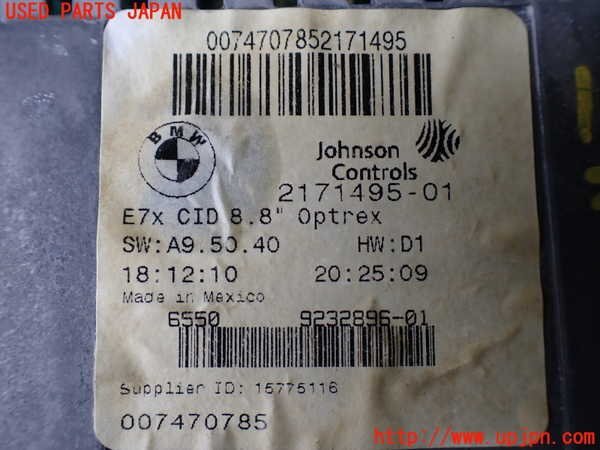 USED PARTS JAPAN
0074707852171495
BMW
Johnson
Controls
2171495-01
E7x CID 8.8" Optrex
SW:A9.50.40 HW:D1
18:12:10 20:25:09
Made in Mexico
6550 9232896-01
Supplier ID: 15775116
007470785
http://www.upjpn.com/